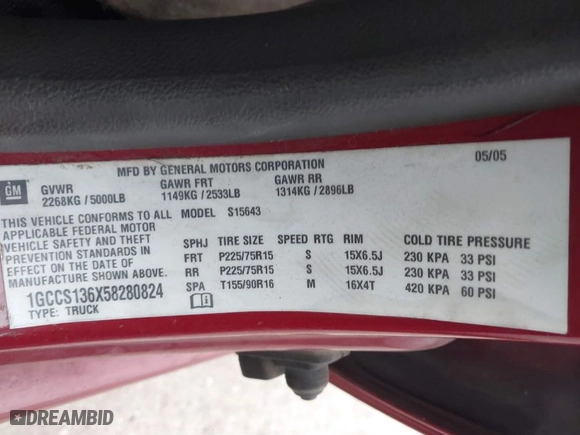 MFD BY GENERAL MOTORS CORPORATION 05/05
GM GVWR GAWR FRT GAWR RR
2268KG / 5000LB 1149KG / 2533LB 1314KG / 2896LB
THIS VEHICLE CONFORMS TO ALL MODEL S15643
APPLICABLE FEDERAL MOTOR
VEHICLE SAFETY AND THEFT
PREVENTION STANDARDS
IN EFFECT ON THE DATE OF
MANUFACTURE SHOWN ABOVE.
1GCCS136X58280824
TYPE: TRUCK
SPHJ TIRE SIZE SPEED RTG RIM COLD TIRE PRESSURE
FRT P225/75R15 S 15X6.5J 230 KPA 33 PSI
RR P225/75R15 S 15X6.5J 230 KPA 33 PSI
SPA T155/90R16 M 16X4T 420 KPA 60 PSI
DREAMBID